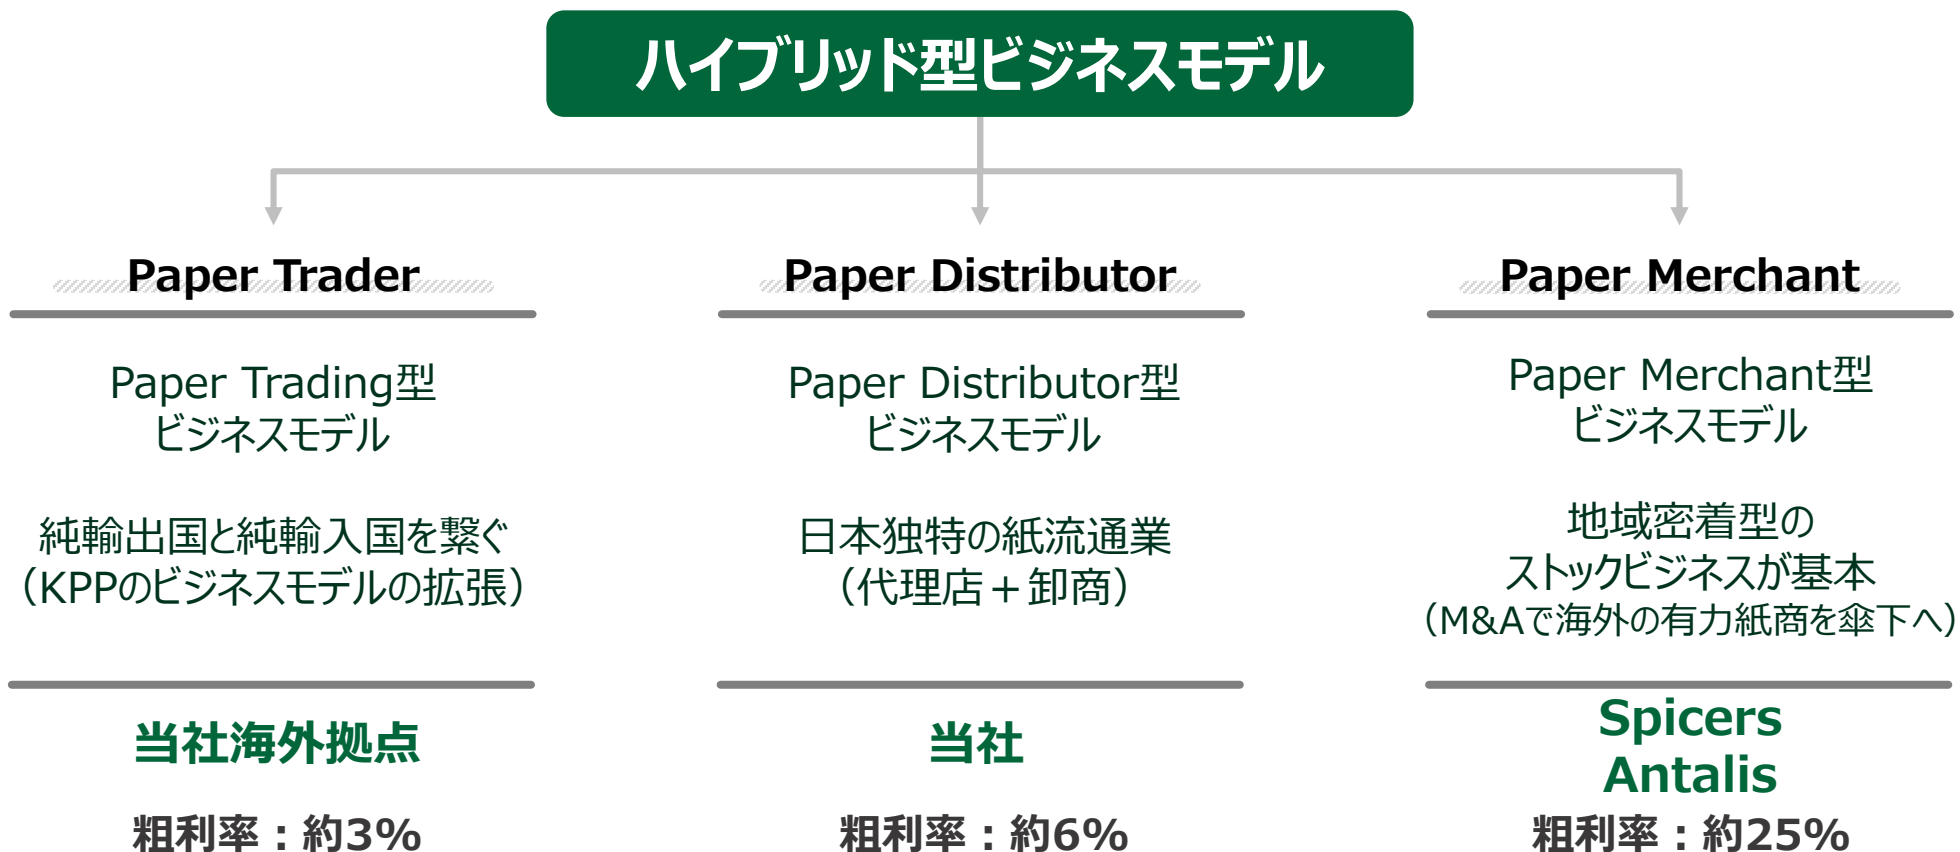 ハイブリッド型ビジネスモデル
Paper Trader
Paper Trading型
ビジネスモデル
純輸出国と純輸入国を繋ぐ
（KPPのビジネスモデルの拡張）
当社海外拠点
粗利率：約3%
Paper Distributor
Paper Distributor型
ビジネスモデル
日本独特の紙流通業
（代理店＋卸商）
当社
粗利率：約6%
Paper Merchant
Paper Merchant型
ビジネスモデル
地域密着型の
ストックビジネスが基本
（M&Aで海外の有力紙商を傘下へ）
Spicers
Antalis
粗利率：約25%